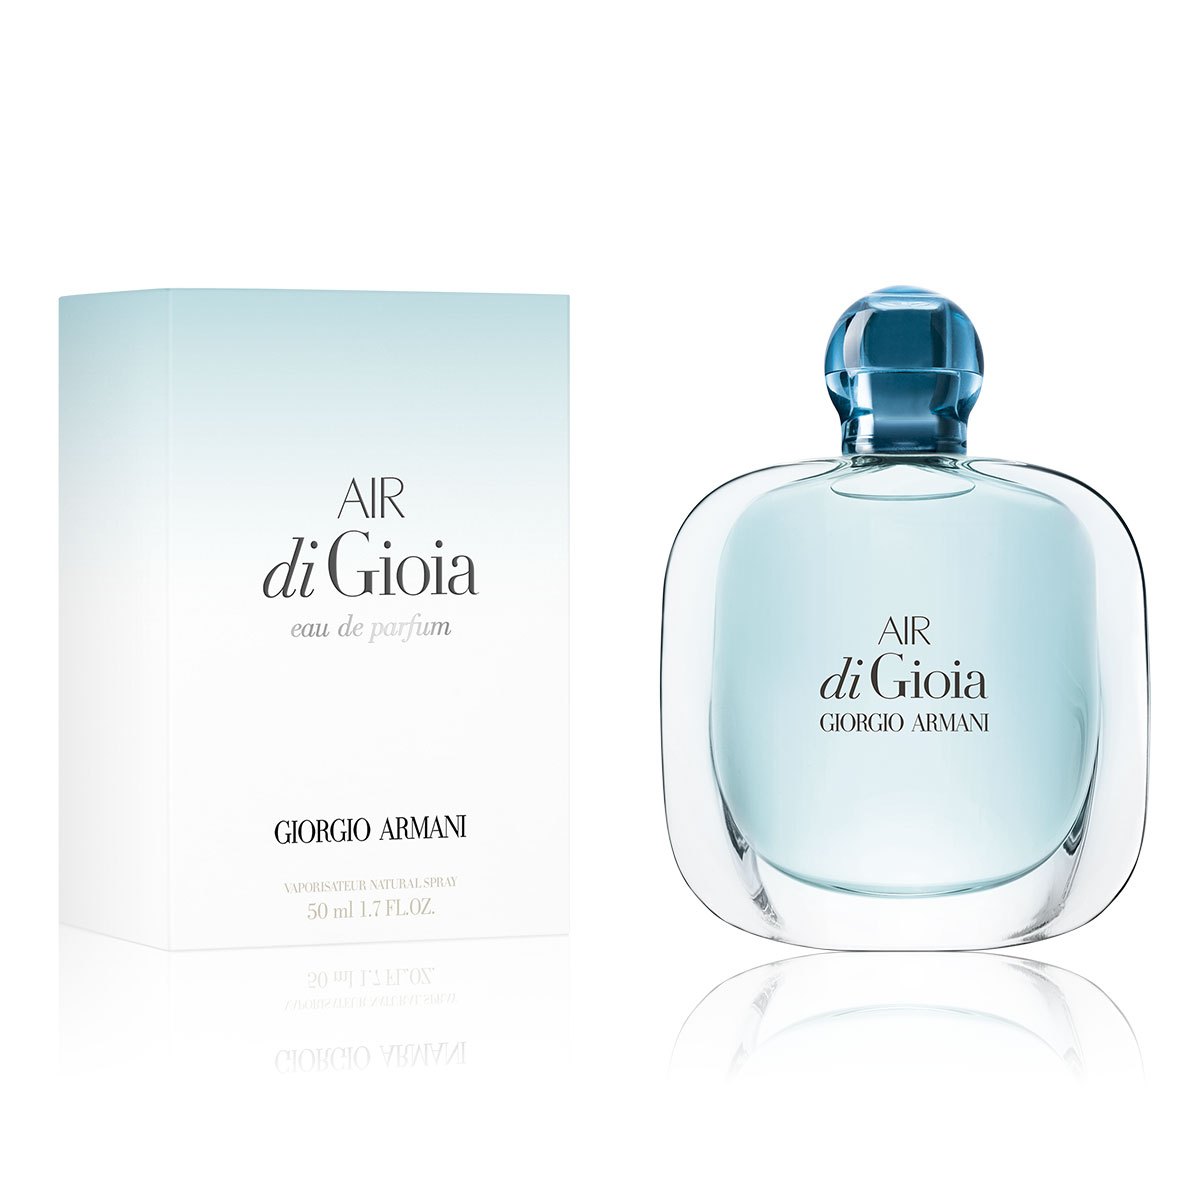 AIR
di Gioia
eau de parfum
GIORGIO ARMANI
VAPORISATEUR NATURAL SPRAY
50 ml 1.7 FL.OZ.
AIR
di Gioia
GIORGIO ARMANI